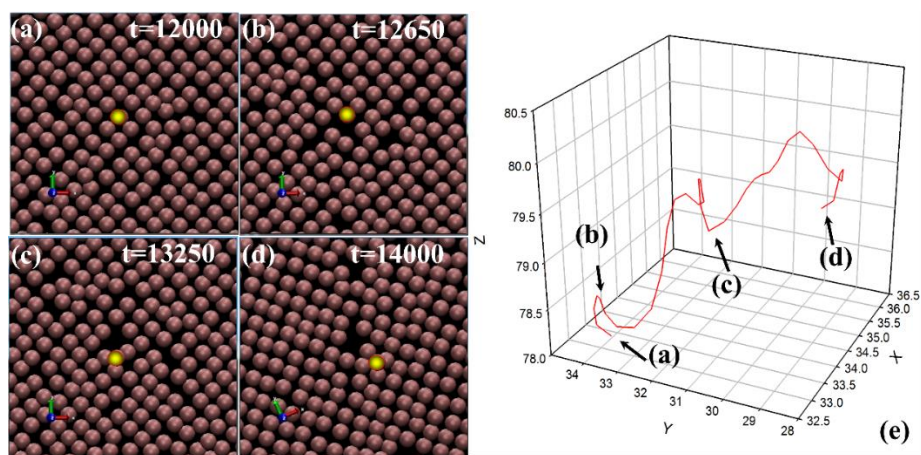 (a) t=12000
(b) t=12650
(c) t=13250
(d) t=14000
80.5
80.0
79.5
79.0
78.5
78.0
Z
(b)
(a)
(c)
(d)
34
33
32
31
30
29
28
Y
36.5
36.0
35.5
35.0
34.5
34.0
33.5
33.0
32.5
X
(e)